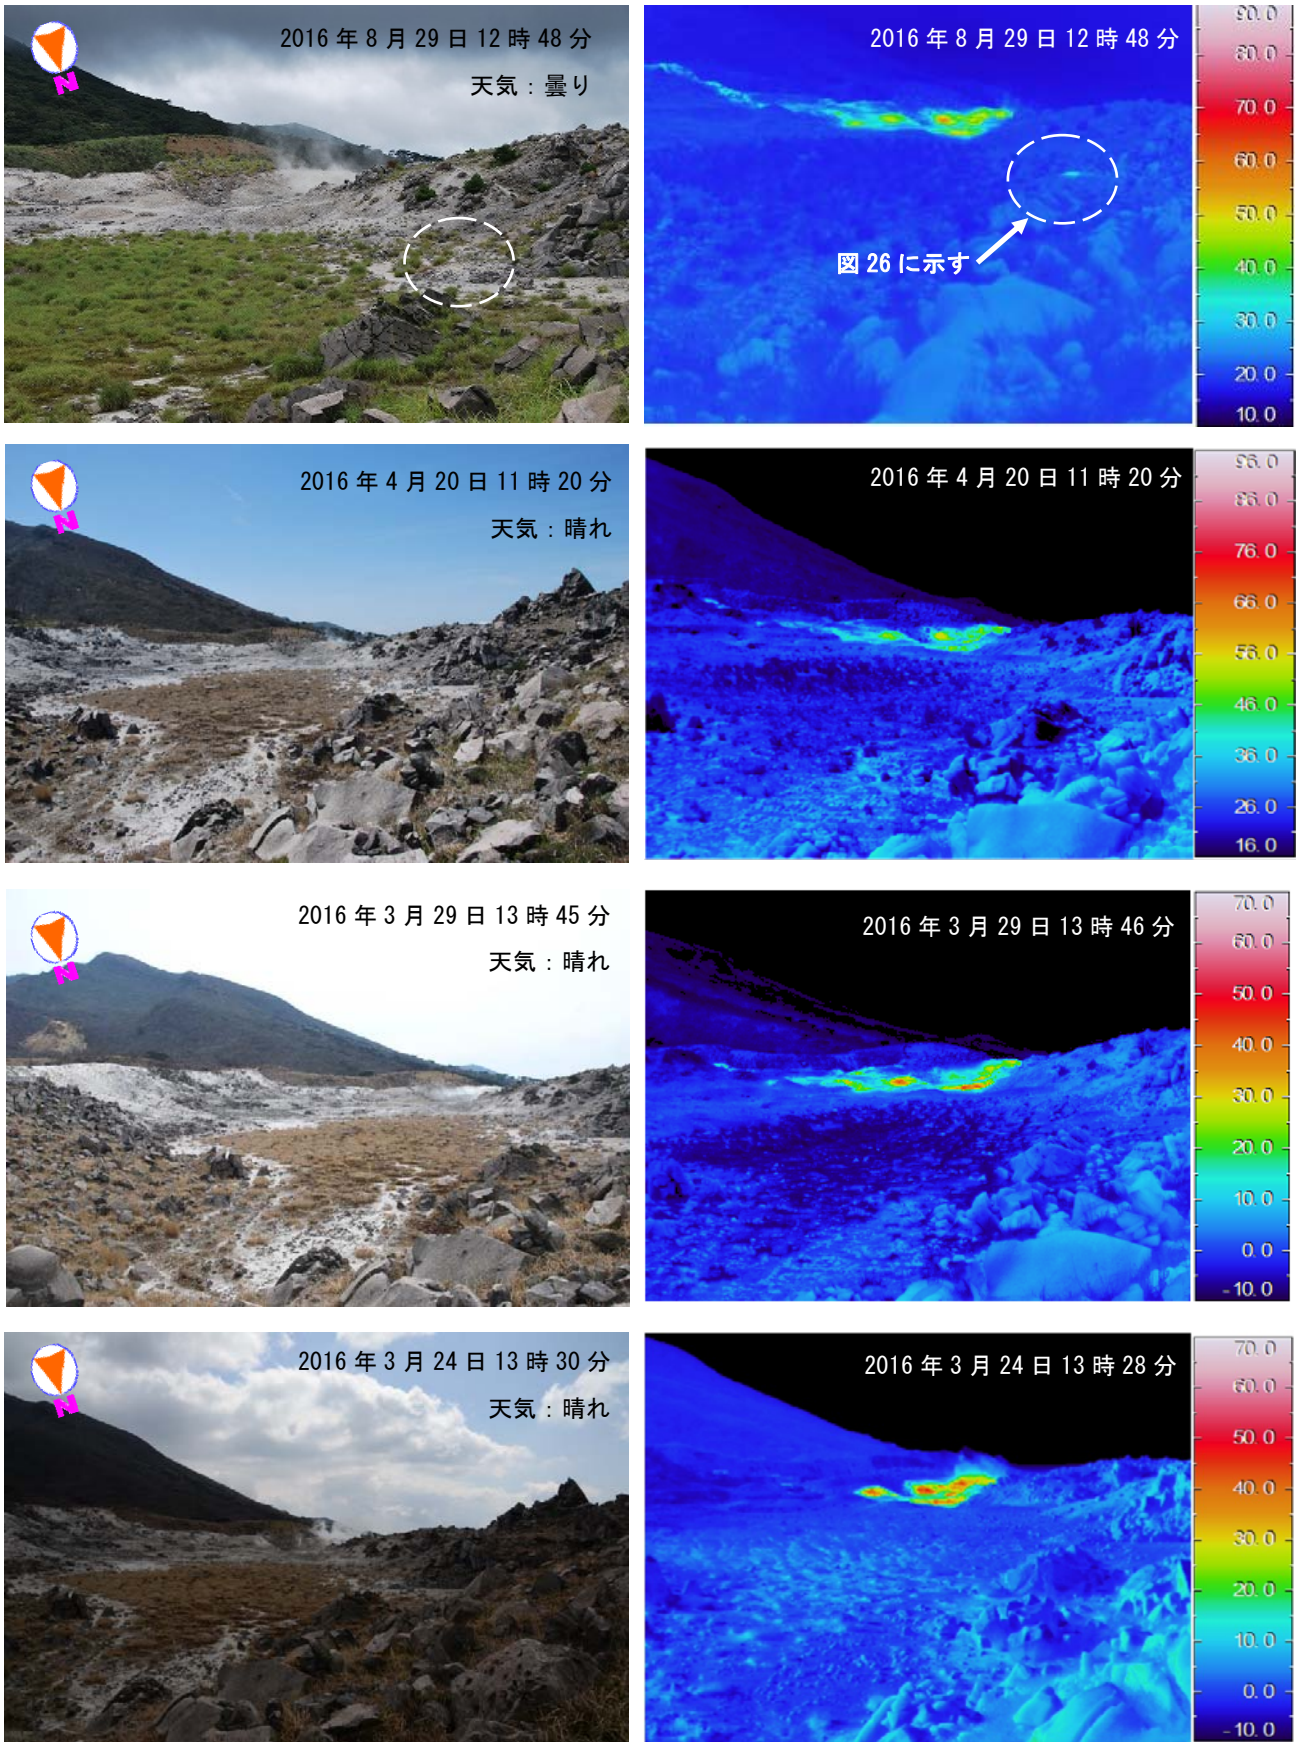 2016年8月29日12時48分
天気：曇り
N
2016年8月29日12時48分
図26に示す
90.0
80.0
70.0
60.0
50.0
40.0
30.0
20.0
10.0
2016年4月20日11時20分
天気：晴れ
N
2016年4月20日11時20分
96.0
86.0
76.0
66.0
56.0
46.0
36.0
26.0
16.0
2016年3月29日13時45分
天気：晴れ
N
2016年3月29日13時46分
70.0
60.0
50.0
40.0
30.0
20.0
10.0
0.0
-10.0
2016年3月24日13時30分
天気：晴れ
N
2016年3月24日13時28分
70.0
60.0
50.0
40.0
30.0
20.0
10.0
0.0
-10.0